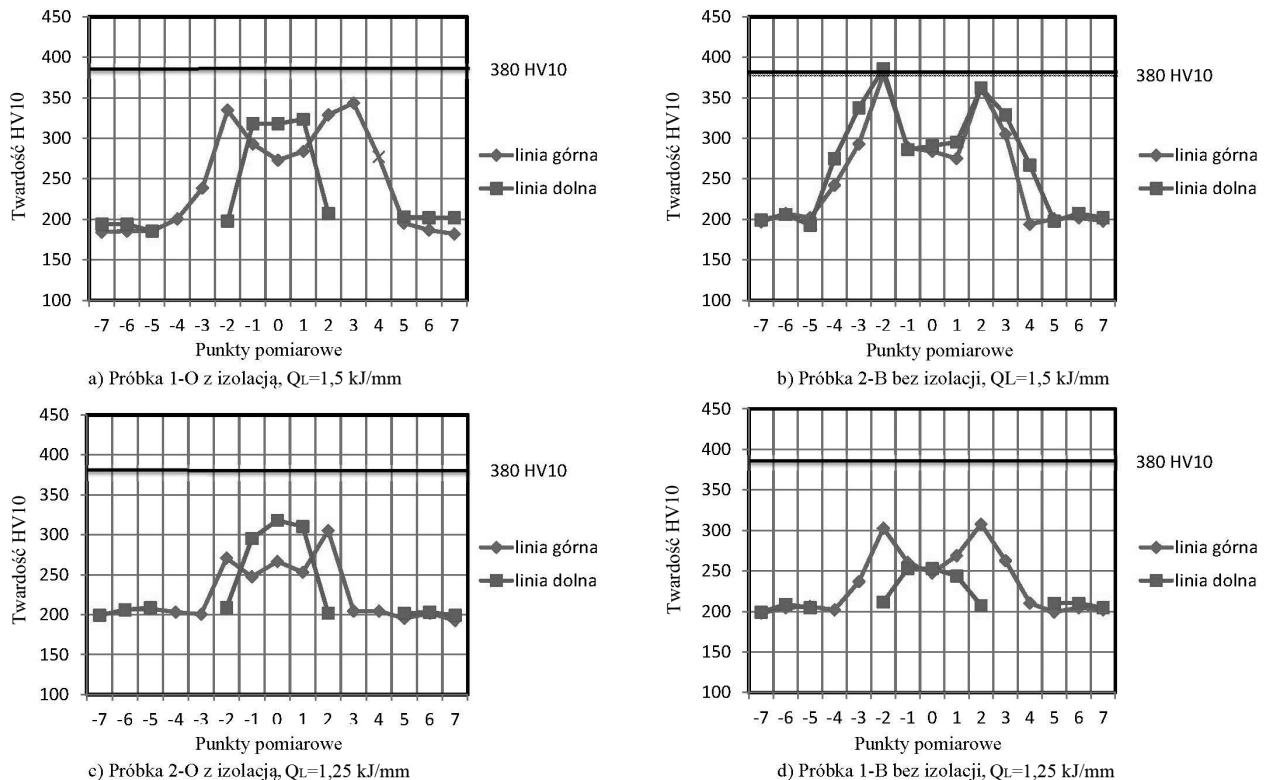 450
400
350
300
250
200
150
100
Twardość HV10
380 HV10
linia górna
linia dolna
-7 -6 -5 -4 -3 -2 -1 0 1 2 3 4 5 6 7
Punkty pomiarowe
a) Próbka 1-O z izolacją, QL=1,5 kJ/mm
450
400
350
300
250
200
150
100
Twardość HV10
380 HV10
linia górna
linia dolna
-7 -6 -5 -4 -3 -2 -1 0 1 2 3 4 5 6 7
Punkty pomiarowe
b) Próbka 2-B bez izolacji, QL=1,5 kJ/mm
450
400
350
300
250
200
150
100
Twardość HV10
380 HV10
linia górna
linia dolna
-7 -6 -5 -4 -3 -2 -1 0 1 2 3 4 5 6 7
Punkty pomiarowe
c) Próbka 2-O z izolacją, QL=1,25 kJ/mm
450
400
350
300
250
200
150
100
Twardość HV10
380 HV10
linia górna
linia dolna
-7 -6 -5 -4 -3 -2 -1 0 1 2 3 4 5 6 7
Punkty pomiarowe
d) Próbka 1-B bez izolacji, QL=1,25 kJ/mm